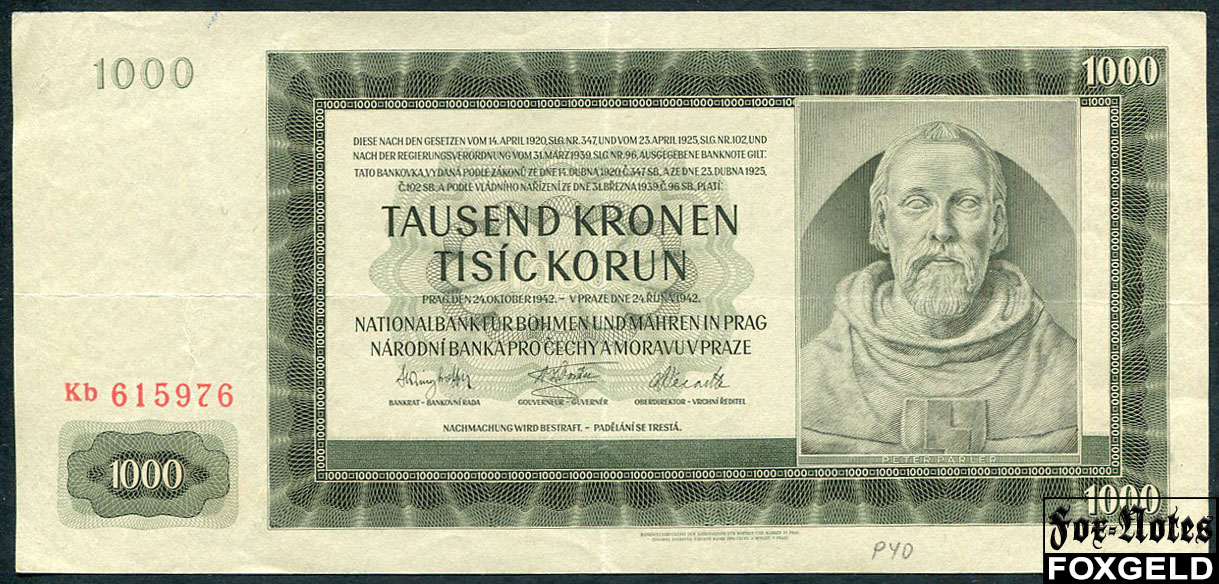 1000
1000
DIESE NACH DEN GESETZEN VOM 14. APRIL 1920, SLG. NR. 347, UND VOM 23. APRIL 1925, SLG. NR. 102, UND
NACH DER REGIERUNGSVERORDNUNG VOM 31. MÄRZ 1939, SLG. NR. 96, AUSGEGEBENE BANKNOTE GILT.
TATO BANKOVKA, VYDANÁ PODLE ZÁKONŮ ZE DNE 14. DUBNA 1920, Č. 347 SB., A ZE DNE 23. DUBNA 1925,
Č. 102 SB., A PODLE VLÁDNÍHO NAŘÍZENÍ ZE DNE 31. BŘEZNA 1939, Č. 96 SB., PLATÍ:
TAUSEND KRONEN
TISÍC KORUN
PRAG, DEN 24. OKTOBER 1942. – V PRAZE DNE 24. ŘÍJNA 1942.
NATIONALBANK FÜR BÖHMEN UND MÄHREN IN PRAG
NÁRODNÍ BANKA PRO ČECHY A MORAVU V PRAZE
BANKRAT – BANKOVNÍ RADA GOUVERNEUR – GUVERNÉR OBERDIREKTOR – VRCHNÍ ŘEDITEL
NACHMACHUNG WIRD BESTRAFT. – PADĚLÁNÍ SE TRESTÁ.
Kb 615976
1000
PETER PARLER
1000
P40
Fox-Notes
FOXGELD